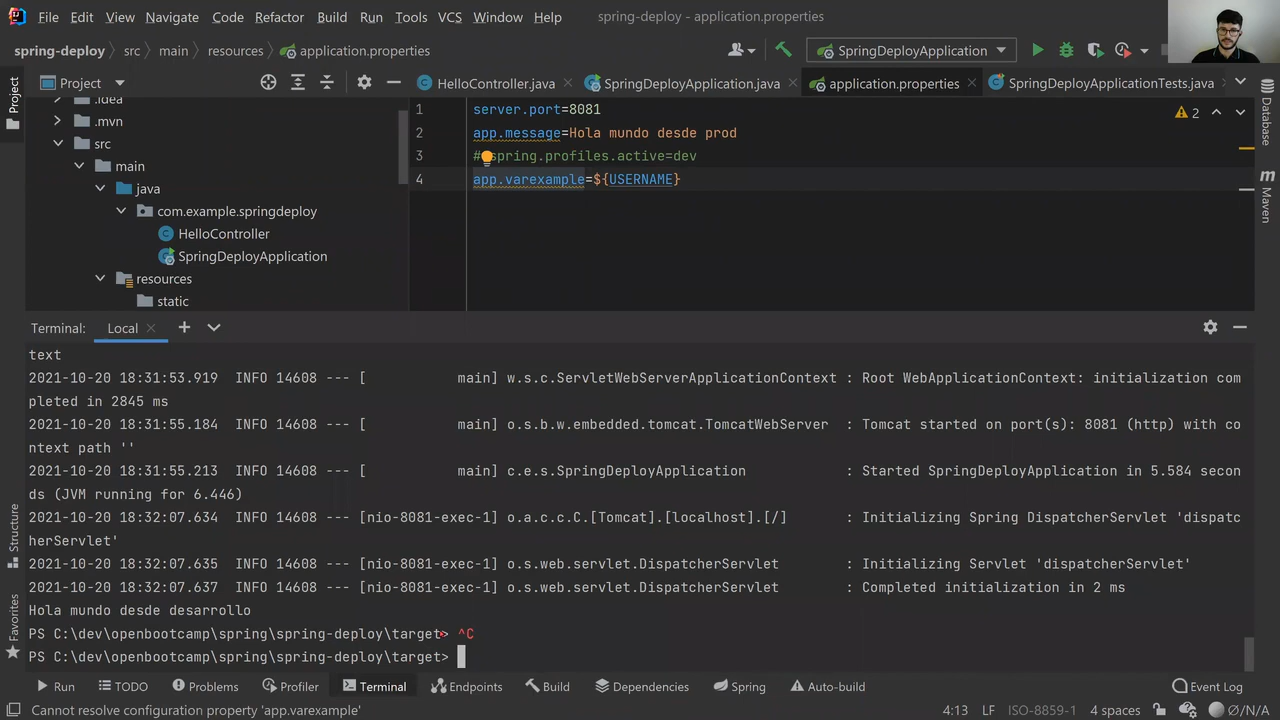 File Edit View Navigate Code Refactor Build Run Tools VCS Window Help spring-deploy - application.properties
spring-deploy src main resources application.properties SpringDeployApplication
Project HelloController.java SpringDeployApplication.java application.properties SpringDeployApplicationTests.java
Project
.idea
.mvn
src
main
java
com.example.springdeploy
HelloController
SpringDeployApplication
resources
static
1 server.port=8081
2 app.message=Hola mundo desde prod
3 # spring.profiles.active=dev
4 app.varexample=${USERNAME}
2
Database
Maven
Terminal: Local
text
2021-10-20 18:31:53.919 INFO 14608 --- [ main] w.s.c.ServletWebServerApplicationContext : Root WebApplicationContext: initialization com
pleted in 2845 ms
2021-10-20 18:31:55.184 INFO 14608 --- [ main] o.s.b.w.embedded.tomcat.TomcatWebServer : Tomcat started on port(s): 8081 (http) with co
ntext path ''
2021-10-20 18:31:55.213 INFO 14608 --- [ main] c.e.s.SpringDeployApplication : Started SpringDeployApplication in 5.584 secon
ds (JVM running for 6.446)
2021-10-20 18:32:07.634 INFO 14608 --- [nio-8081-exec-1] o.a.c.c.C.[Tomcat].[localhost].[/] : Initializing Spring DispatcherServlet 'dispatc
herServlet'
2021-10-20 18:32:07.635 INFO 14608 --- [nio-8081-exec-1] o.s.web.servlet.DispatcherServlet : Initializing Servlet 'dispatcherServlet'
2021-10-20 18:32:07.637 INFO 14608 --- [nio-8081-exec-1] o.s.web.servlet.DispatcherServlet : Completed initialization in 2 ms
Hola mundo desde desarrollo
PS C:\dev\openbootcamp\spring\spring-deploy\target> ^C
PS C:\dev\openbootcamp\spring\spring-deploy\target>
Structure
Favorites
Run TODO Problems Profiler Terminal Endpoints Build Dependencies Spring Auto-build Event Log
Cannot resolve configuration property 'app.varexample' 4:13 LF ISO-8859-1 4 spaces Ø/N/A